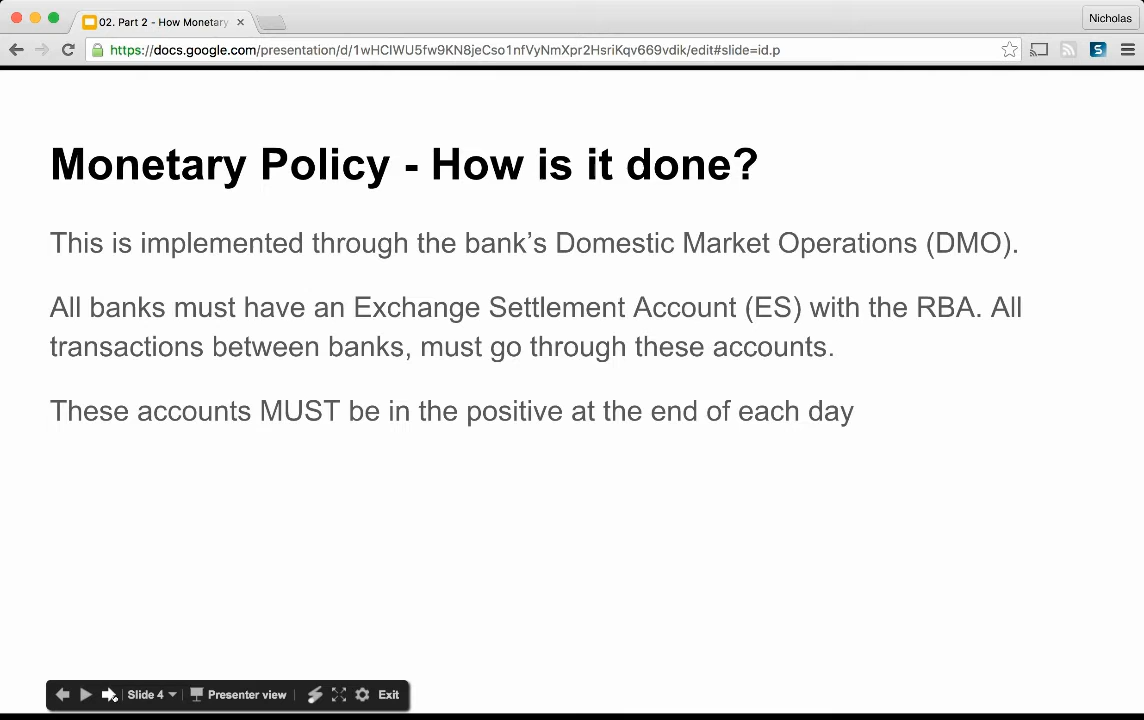 02. Part 2 - How Monetary
Nicholas
https://docs.google.com/presentation/d/1wHCIWU5fw9KN8jeCso1nfVyNmXpr2HsriKqv669vdik/edit#slide=id.p
Monetary Policy - How is it done?
This is implemented through the bank’s Domestic Market Operations (DMO).
All banks must have an Exchange Settlement Account (ES) with the RBA. All
transactions between banks, must go through these accounts.
These accounts MUST be in the positive at the end of each day
Slide 4 Presenter view Exit